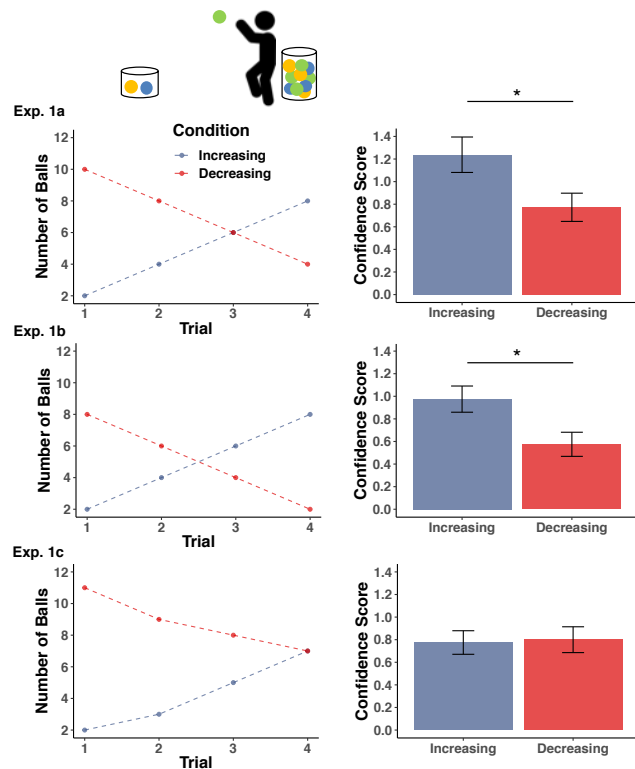 Exp. 1a
Condition
Increasing
Decreasing
Number of Balls
12
10
8
6
4
2
1 2 3 4
Trial
*
Confidence Score
1.4
1.2
1.0
0.8
0.6
0.4
0.2
0.0
Increasing Decreasing
Exp. 1b
Number of Balls
12
10
8
6
4
2
1 2 3 4
Trial
*
Confidence Score
1.4
1.2
1.0
0.8
0.6
0.4
0.2
0.0
Increasing Decreasing
Exp. 1c
Number of Balls
12
10
8
6
4
2
1 2 3 4
Trial
Confidence Score
1.4
1.2
1.0
0.8
0.6
0.4
0.2
0.0
Increasing Decreasing